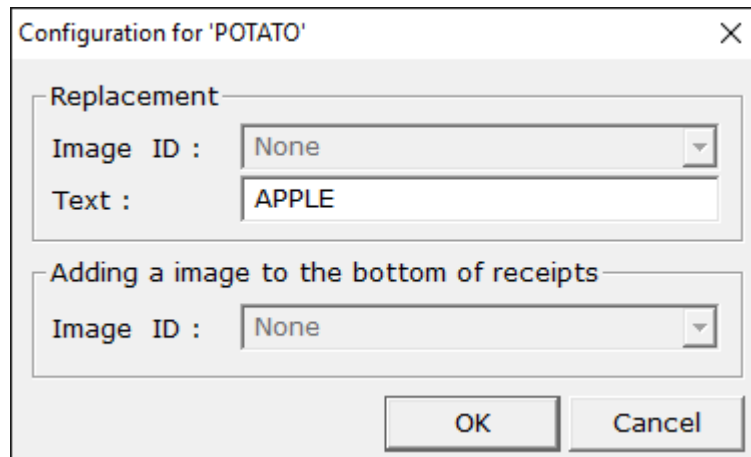 Configuration for 'POTATO'
Replacement
Image ID : None
Text : APPLE
Adding a image to the bottom of receipts
Image ID : None
OK Cancel